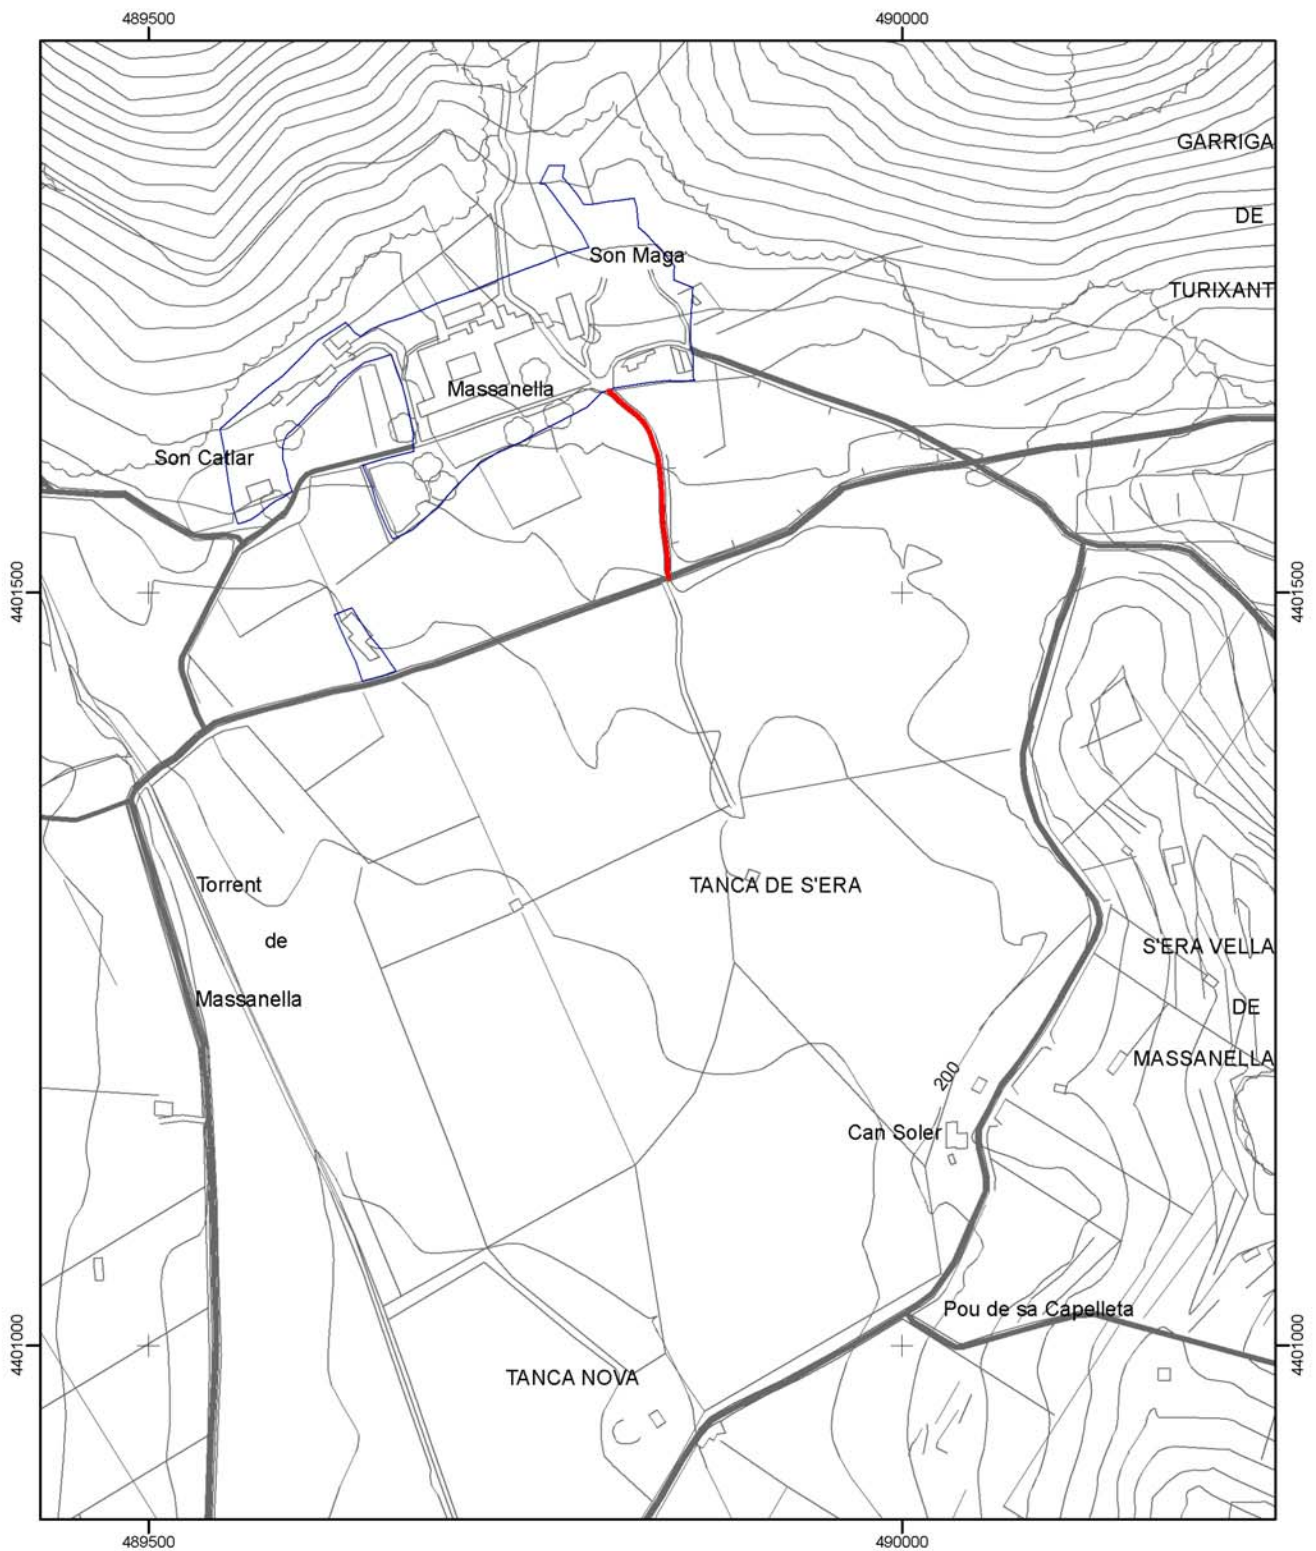 489500
490000
GARRIGA
DE
Son Maga
TURIXANT
Massanella
Son Catlar
4401500
4401500
Torrent
TANCA DE S'ERA
de
S'ERA VELLA
Massanella
DE
MASSANELLA
200
Can Soler
Pou de sa Capelleta
4401000
4401000
TANCA NOVA
489500
490000